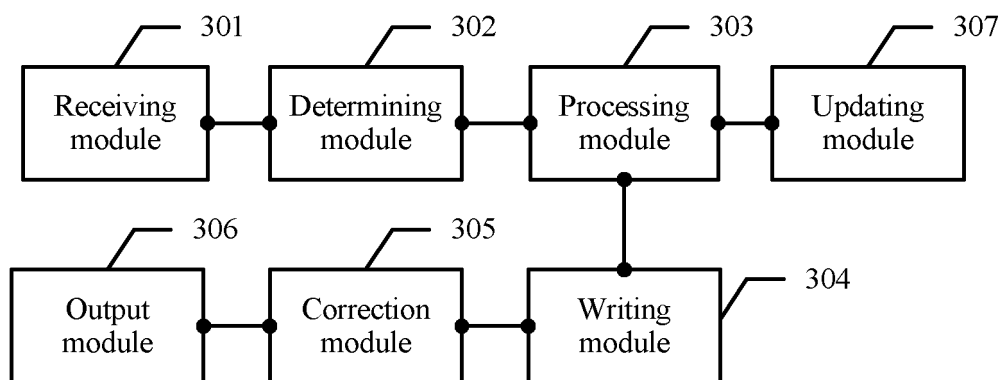 301
302
303
307
Receiving
module
Determining
module
Processing
module
Updating
module
306
305
304
Output
module
Correction
module
Writing
module